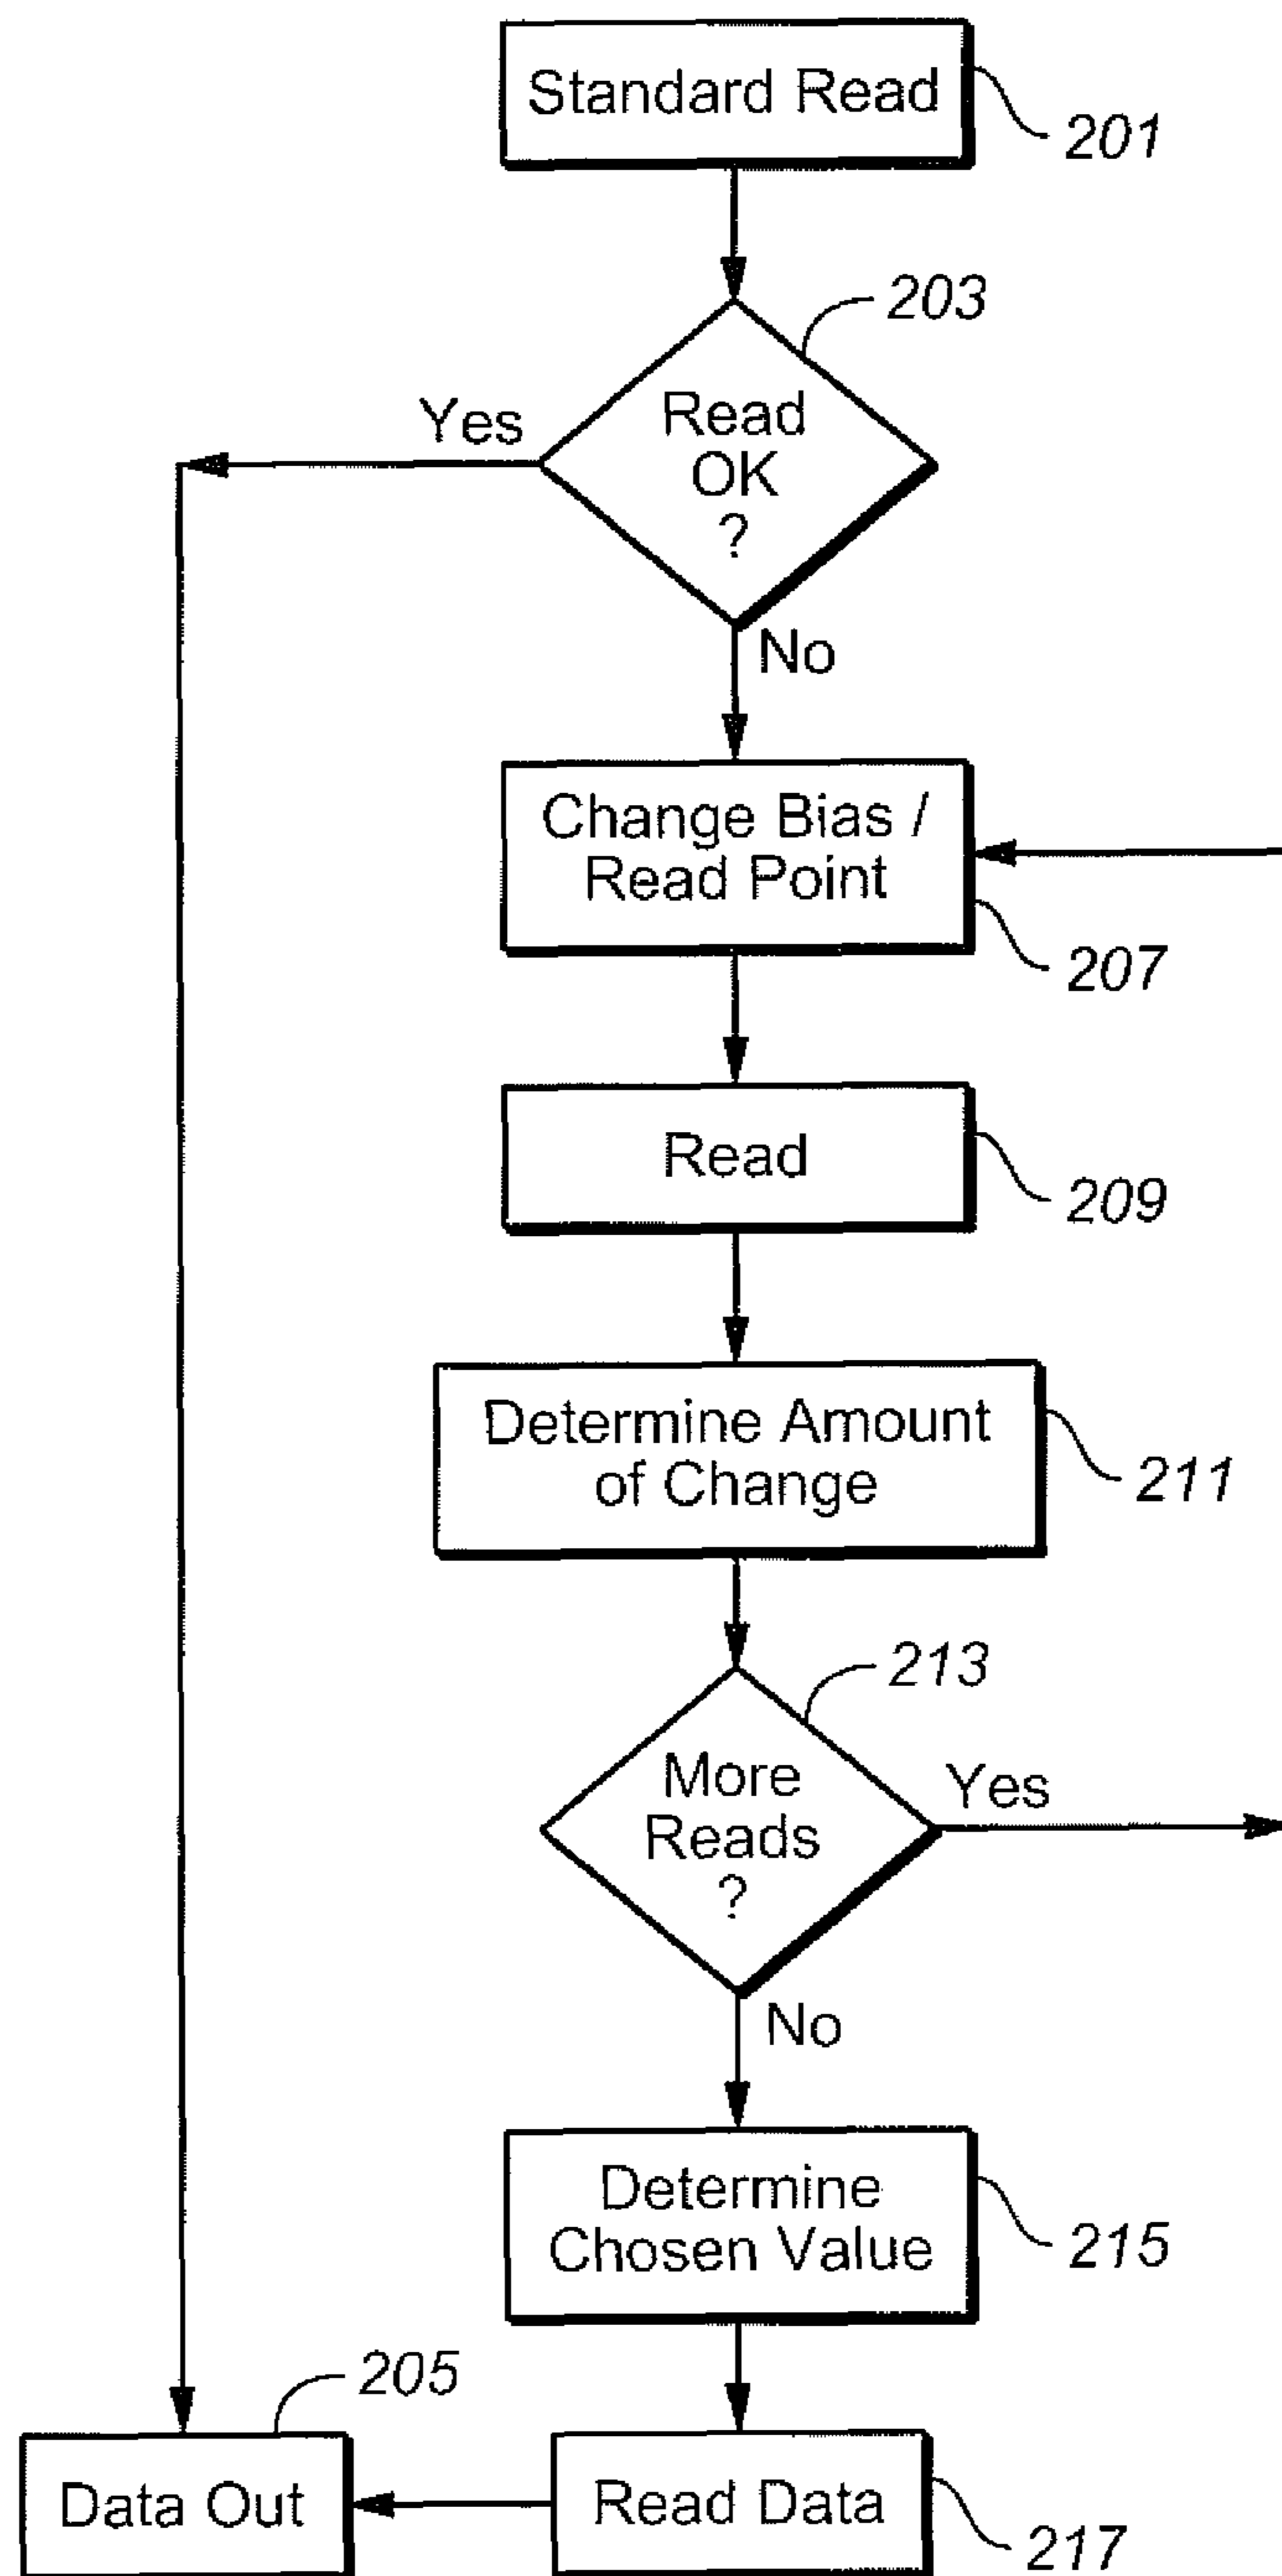 Standard Read
201
203
Read
OK
?
Yes
No
Change Bias /
Read Point
207
Read
209
Determine Amount
of Change
211
213
More
Reads
?
Yes
No
Determine
Chosen Value
215
205
Data Out
Read Data
217